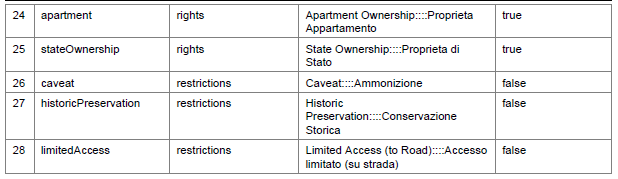 24 apartment rights Apartment Ownership::::Proprieta true
Appartamento
25 stateOwnership rights State Ownership::::Proprieta di true
Stato
26 caveat restrictions Caveat::::Ammonizione false
27 historicPreservation restrictions Historic false
Preservation::::Conservazione
Storica
28 limitedAccess restrictions Limited Access (to Road)::::Accesso false
limitato (su strada)